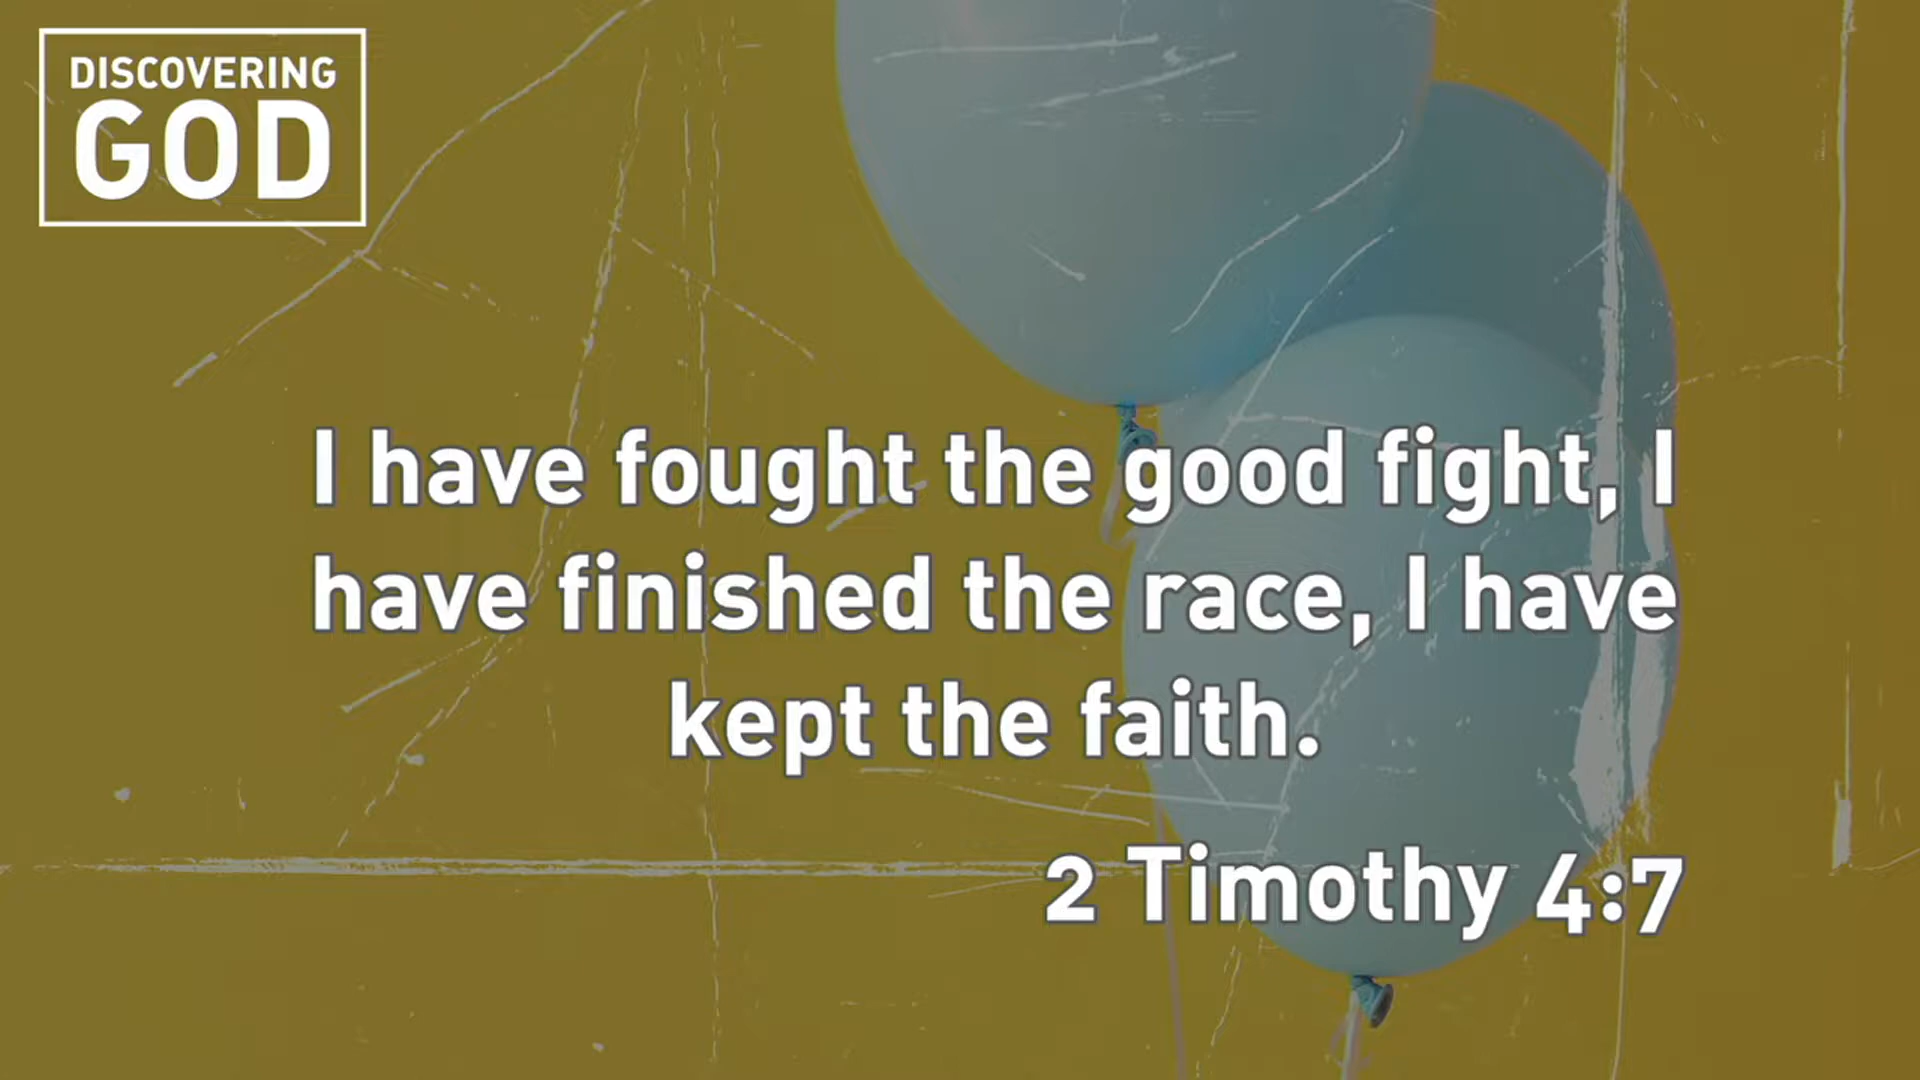 DISCOVERING
GOD
I have fought the good fight, I
have finished the race, I have
kept the faith.
2 Timothy 4:7